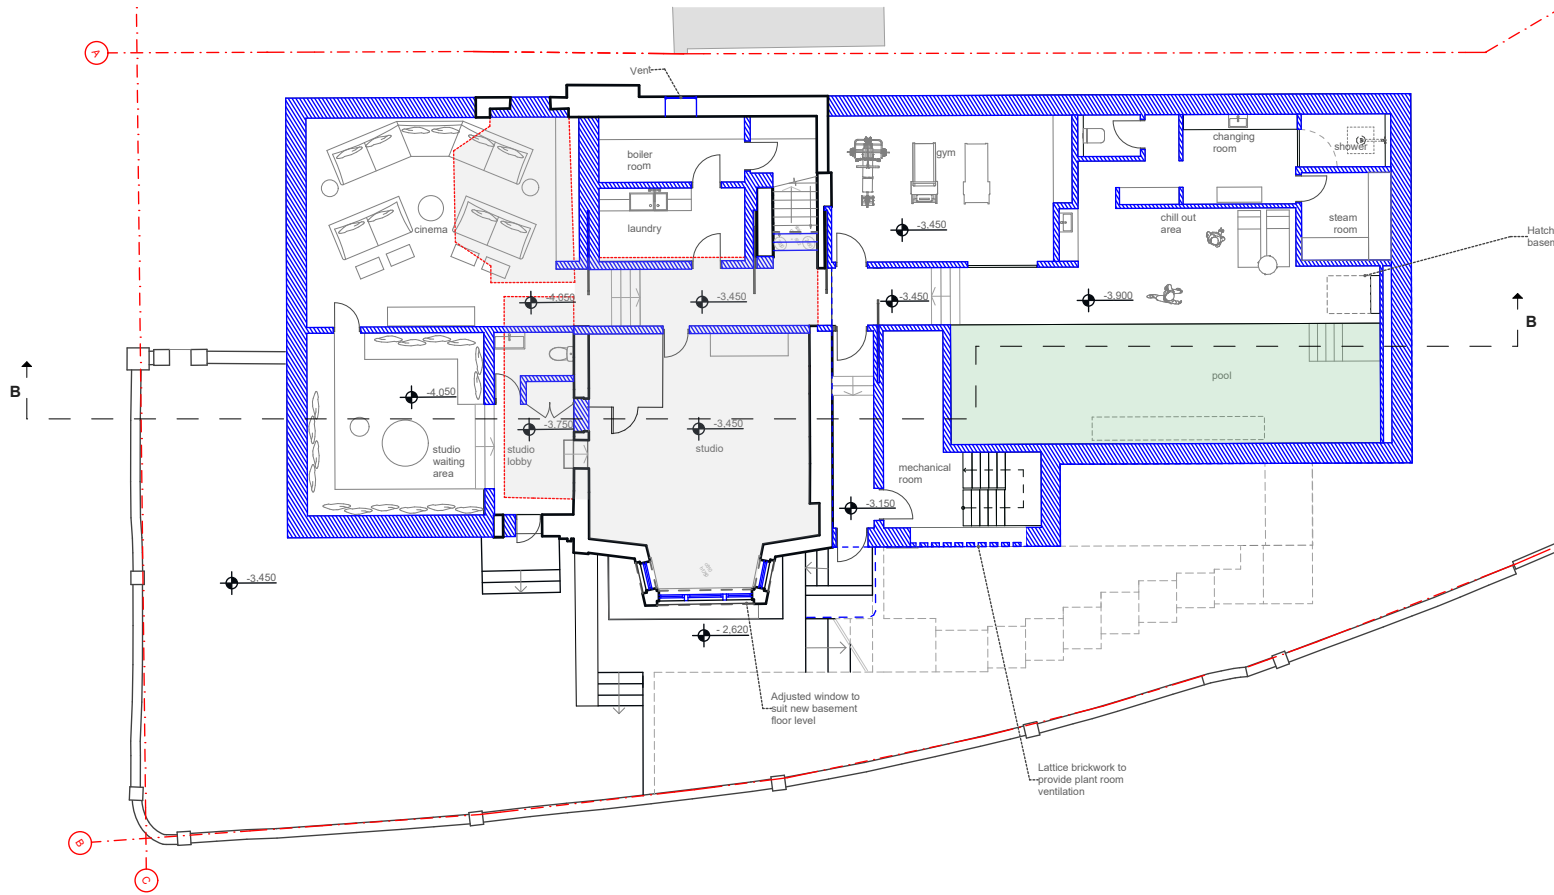 A
Vent
boiler
room
gym
changing
room
shower
laundry
cinema
chill out
area
steam
room
Hatch
basem
-3.450
-4.050
-3.450
-3.450
-3.900
B
B
pool
-4.050
-3.750
-3.450
studio
waiting
area
studio
lobby
studio
mechanical
room
-3.150
-3.450
- 2,620
Adjusted window to
suit new basement
floor level
Lattice brickwork to
provide plant room
ventilation
B
C